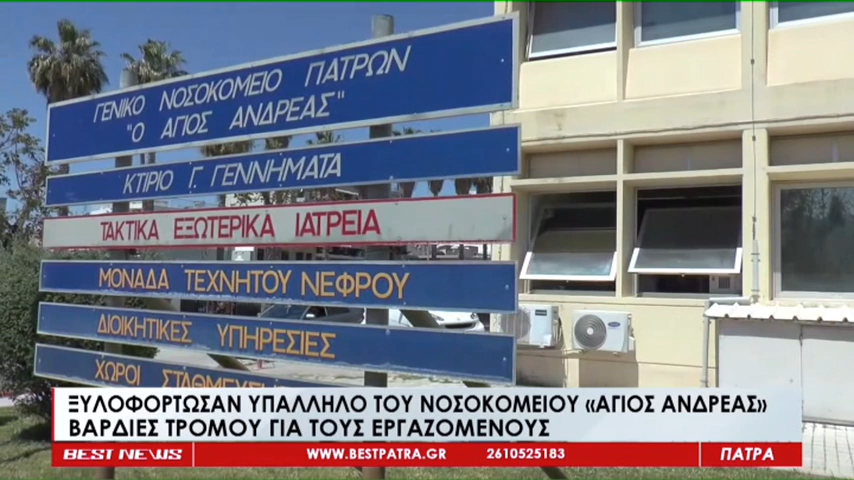 ΓΕΝΙΚΟ ΝΟΣΟΚΟΜΕΙΟ ΠΑΤΡΩΝ
"Ο ΑΓΙΟΣ ΑΝΔΡΕΑΣ"
ΚΤΙΡΙΟ Γ. ΓΕΝΝΗΜΑΤΑ
ΤΑΚΤΙΚΑ ΕΞΩΤΕΡΙΚΑ ΙΑΤΡΕΙΑ
ΜΟΝΑΔΑ ΤΕΧΝΗΤΟΥ ΝΕΦΡΟΥ
ΔΙΟΙΚΗΤΙΚΕΣ ΥΠΗΡΕΣΙΕΣ
ΧΩΡΟΙ
ΞΥΛΟΦΟΡΤΩΣΑΝ ΥΠΑΛΛΗΛΟ ΤΟΥ ΝΟΣΟΚΟΜΕΙΟΥ «ΑΓΙΟΣ ΑΝΔΡΕΑΣ»
ΒΑΡΔΙΕΣ ΤΡΟΜΟΥ ΓΙΑ ΤΟΥΣ ΕΡΓΑΖΟΜΕΝΟΥΣ
BEST NEWS WWW.BESTPATRA.GR 2610525183 ΠΑΤΡΑ